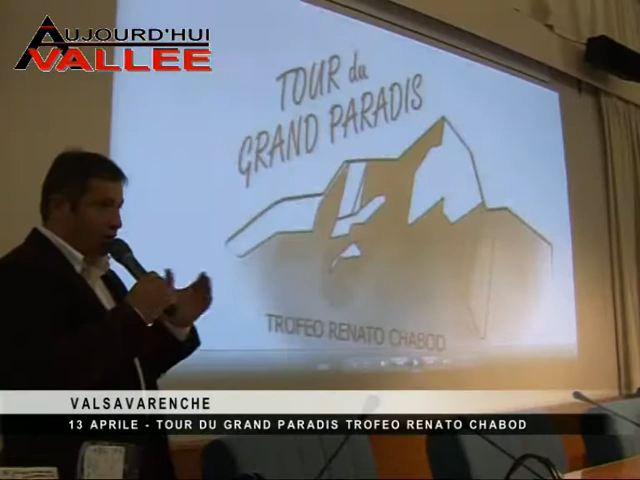 AUJOURD'HUI
VALLEE
TOUR du
GRAND PARADIS
TROFEO RENATO CHABOD
VALSAVARENCHE
13 APRILE - TOUR DU GRAND PARADIS TROFEO RENATO CHABOD